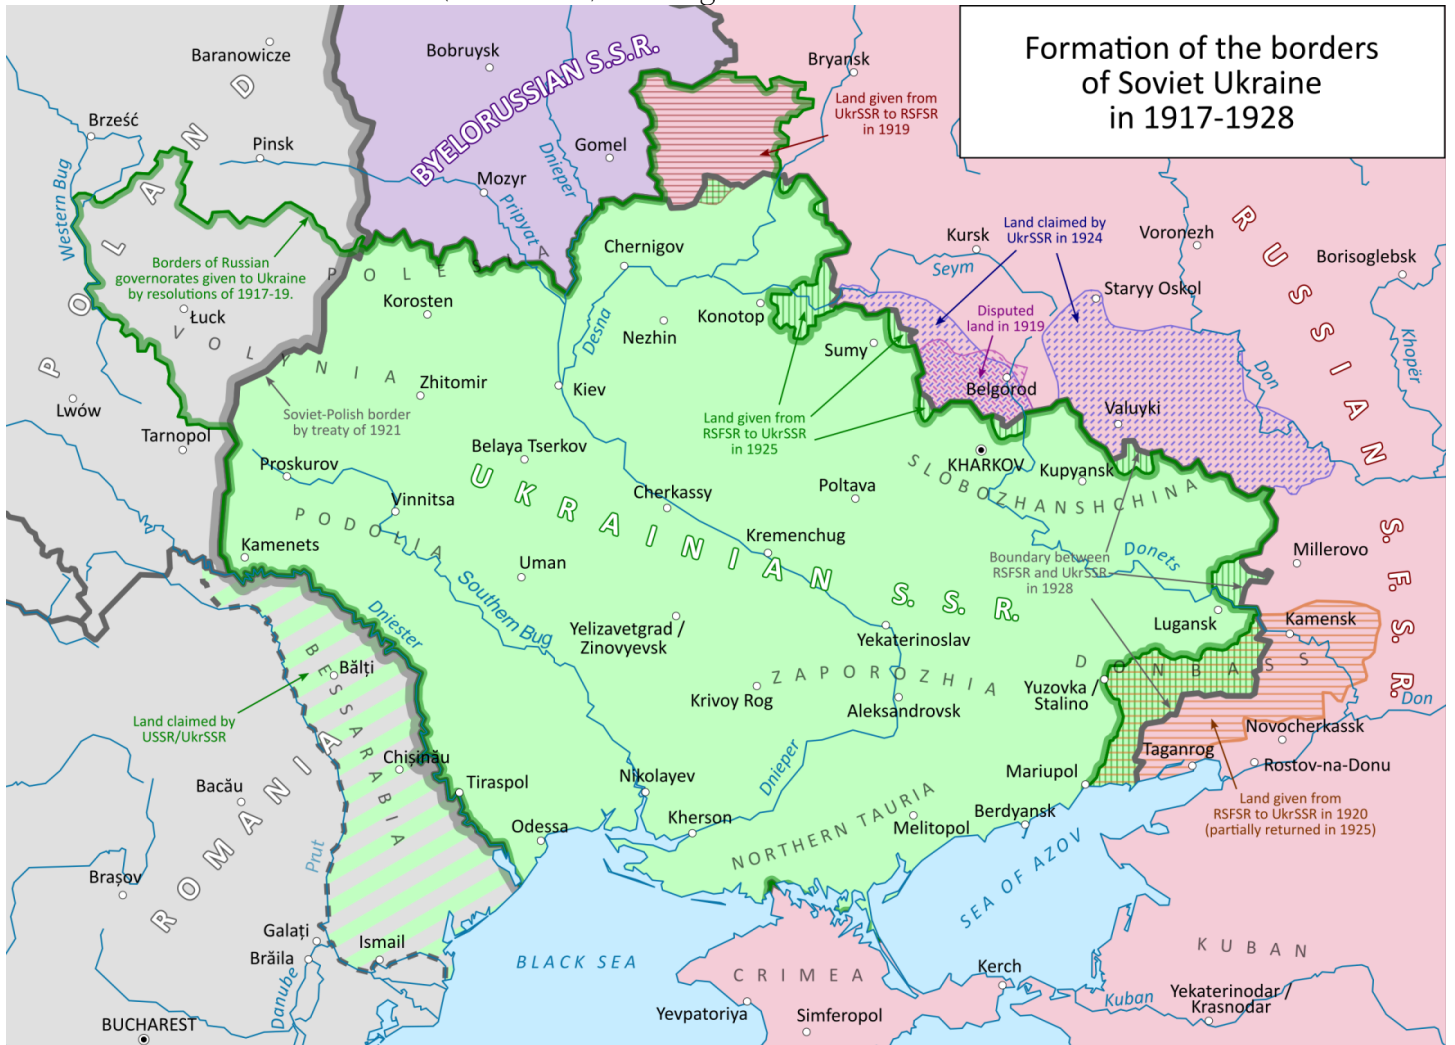 Formation of the borders
of Soviet Ukraine
in 1917-1928
Baranowicze
Bobruysk
Bryansk
BYELORUSSIAN S.S.R.
Land given from
UkrSSR to RSFSR
in 1919
Brześć
Pinsk
Gomel
Dnieper
Mozyr
Pripyat
Western Bug
POLAND
Borders of Russian
governorates given to Ukraine
by resolutions of 1917-19.
POLESIA
Chernigov
Land claimed by
UkrSSR in 1924
Kursk
Seym
Voronezh
RUSSIAN S.F.S.R.
Borisoglebsk
Staryy Oskol
Korosten
Łuck
VOLYNIA
Nezhin
Desna
Konotop
Disputed
land in 1919
Sumy
Don
Khopër
Zhitomir
Kiev
Belgorod
Lwów
Soviet-Polish border
by treaty of 1921
Land given from
RSFSR to UkrSSR
in 1925
Valuyki
Tarnopol
Belaya Tserkov
KHARKOV
Kupyansk
SLOBOZHANSHCHINA
Proskurov
UKRAINIAN S.S.R.
Vinnitsa
Cherkassy
Poltava
PODOLIA
Kremenchug
Kamenets
Uman
Southern Bug
Donets
Millerovo
Boundary between
RSFSR and UkrSSR
in 1928
Dniester
Yelizavetgrad /
Zinovyevsk
Yekaterinoslav
Lugansk
Kamensk
BESSARABIA
Bălți
ZAPOROZHIA
DONBASS
Krivoy Rog
Aleksandrovsk
Yuzovka /
Stalino
Don
Land claimed by
USSR/UkrSSR
Novocherkassk
Chișinău
Taganrog
Rostov-na-Donu
Bacău
Tiraspol
Nikolayev
Dnieper
Mariupol
ROMÁNIA
Odessa
Kherson
NORTHERN TAURIA
Melitopol
Berdyansk
Land given from
RSFSR to UkrSSR in 1920
(partially returned in 1925)
Prut
Brașov
SEA OF AZOV
Galați
Brăila
Ismail
BLACK SEA
KUBAN
CRIMEA
Kerch
Danube
Kuban
Yekaterinodar /
Krasnodar
Yevpatoriya
Simferopol
BUCHAREST